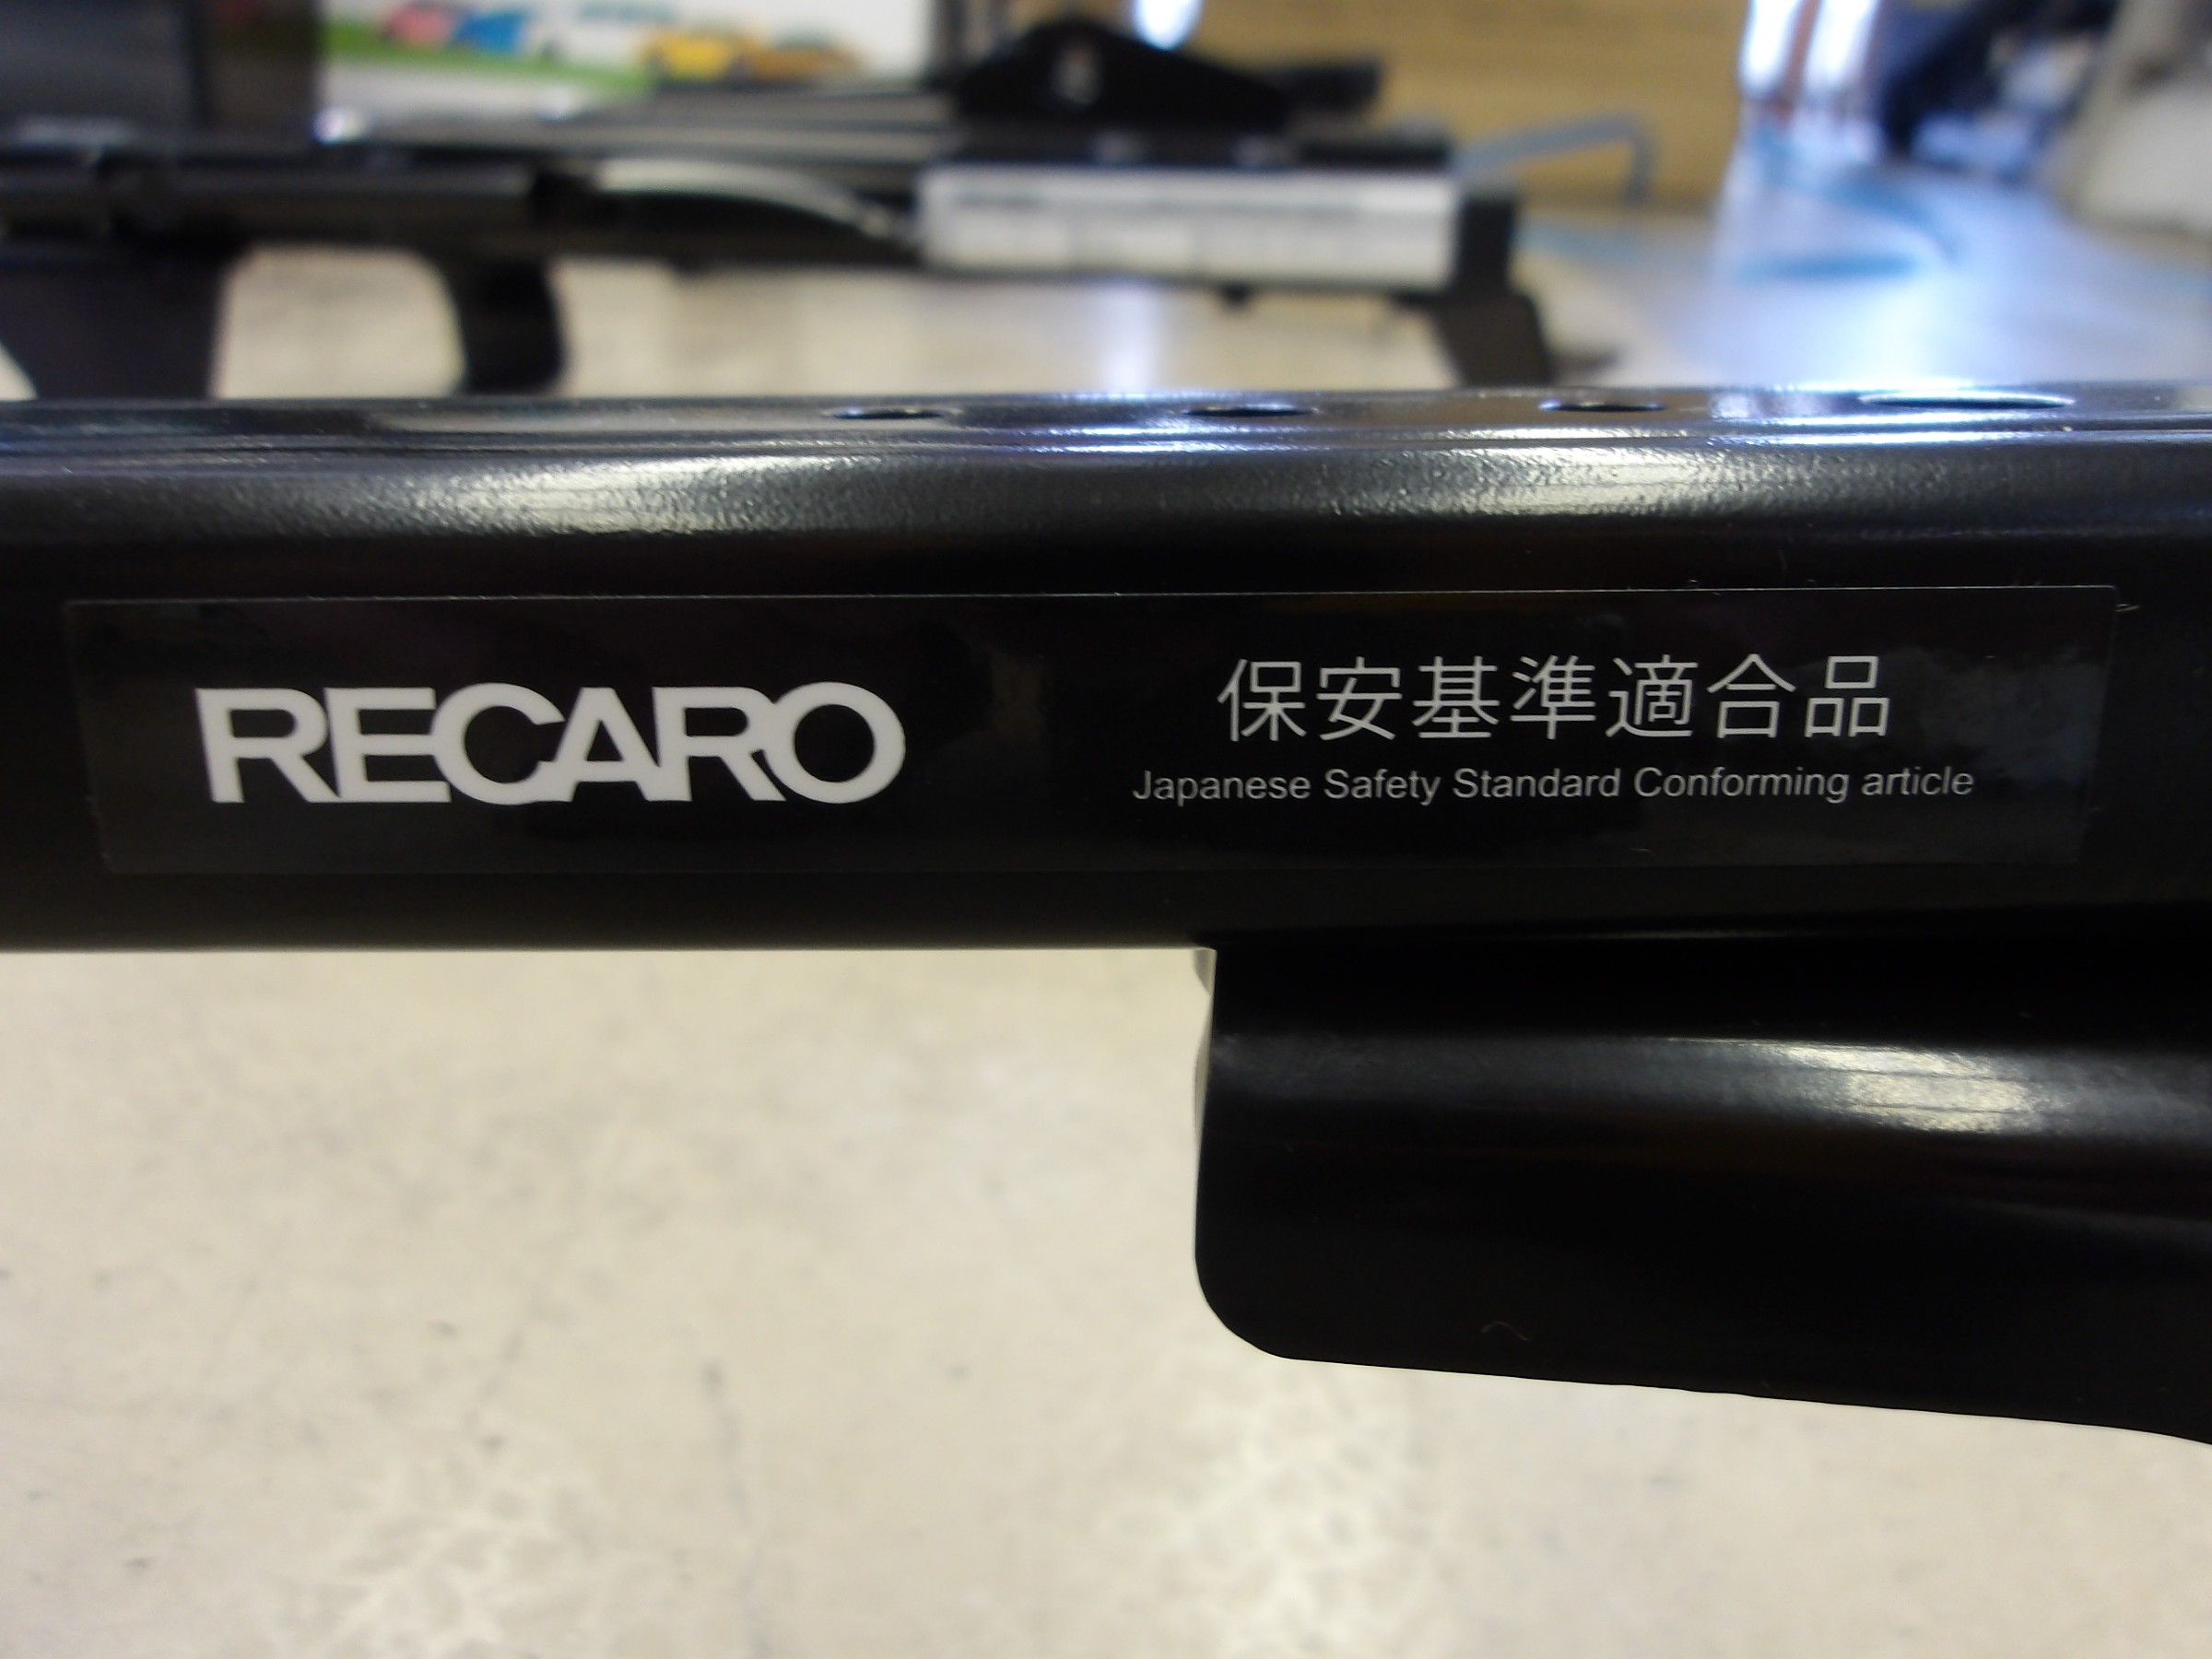 RECARO
保安基準適合品
Japanese Safety Standard Conforming article